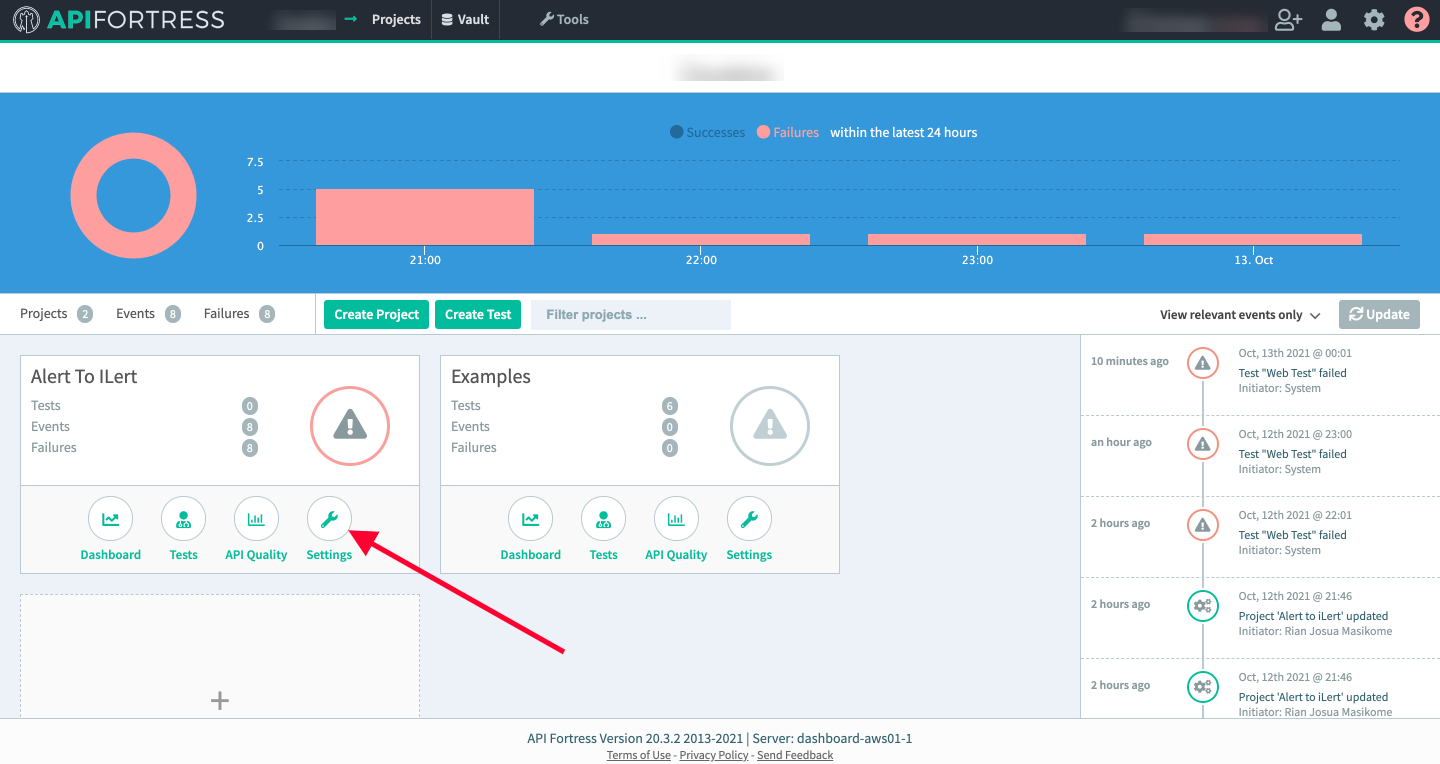 APIFORTRESS
Projects
Vault
Tools
?
Successes Failures within the latest 24 hours
7.5
5
2.5
0
21:00 22:00 23:00 13. Oct
Projects 2 Events 8 Failures 8
Create Project Create Test Filter projects ...
View relevant events only Update
Alert To ILert
Tests 0
Events 8
Failures 8
Dashboard Tests API Quality Settings
Examples
Tests 6
Events 0
Failures 0
Dashboard Tests API Quality Settings
+
10 minutes ago
Oct, 13th 2021 @ 00:01
Test "Web Test" failed
Initiator: System
an hour ago
Oct, 12th 2021 @ 23:00
Test "Web Test" failed
Initiator: System
2 hours ago
Oct, 12th 2021 @ 22:01
Test "Web Test" failed
Initiator: System
2 hours ago
Oct, 12th 2021 @ 21:46
Project 'Alert to iLert' updated
Initiator: Rian Josua Masikome
2 hours ago
Oct, 12th 2021 @ 21:46
Project 'Alert to iLert' updated
Initiator: Rian Josua Masikome
API Fortress Version 20.3.2 2013-2021 | Server: dashboard-aws01-1
Terms of Use - Privacy Policy - Send Feedback